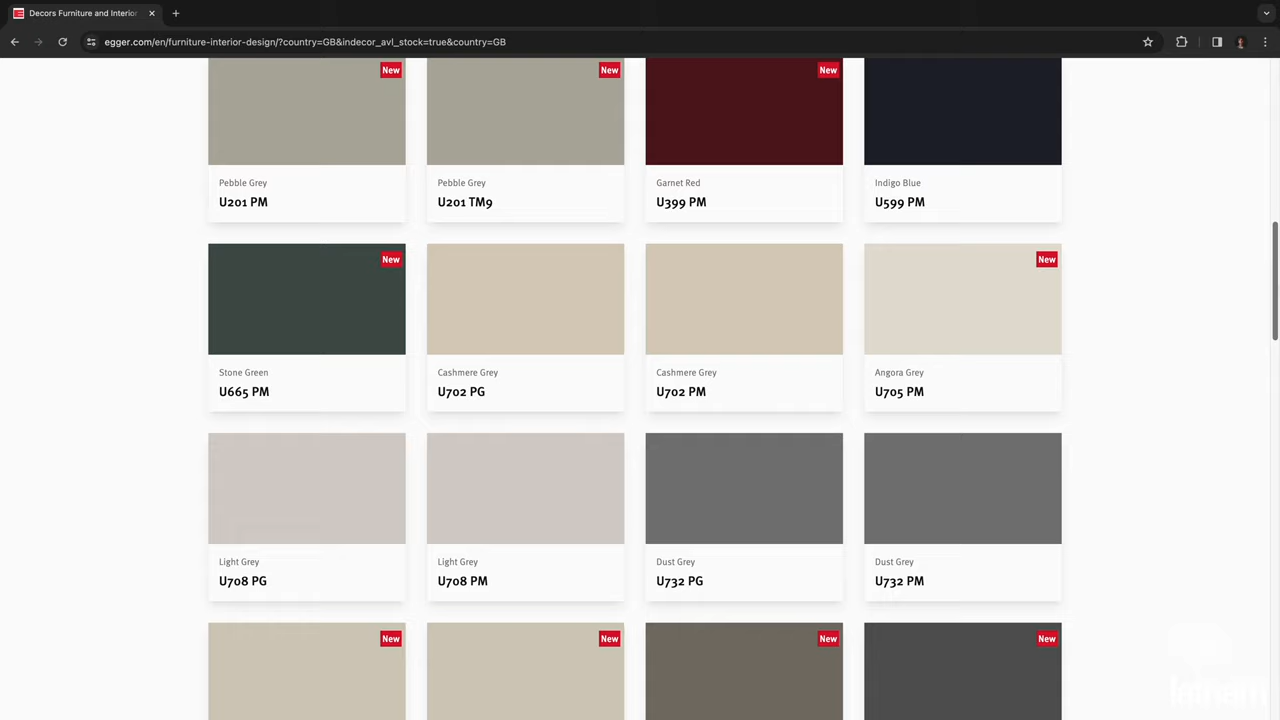 Decors Furniture and Interior
egger.com/en/furniture-interior-design/?country=GB&indecor_avl_stock=true&country=GB
New
New
New
Pebble Grey
U201 PM
Pebble Grey
U201 TM9
Garnet Red
U399 PM
Indigo Blue
U599 PM
New
New
Stone Green
U665 PM
Cashmere Grey
U702 PG
Cashmere Grey
U702 PM
Angora Grey
U705 PM
Light Grey
U708 PG
Light Grey
U708 PM
Dust Grey
U732 PG
Dust Grey
U732 PM
New
New
New
New
latham